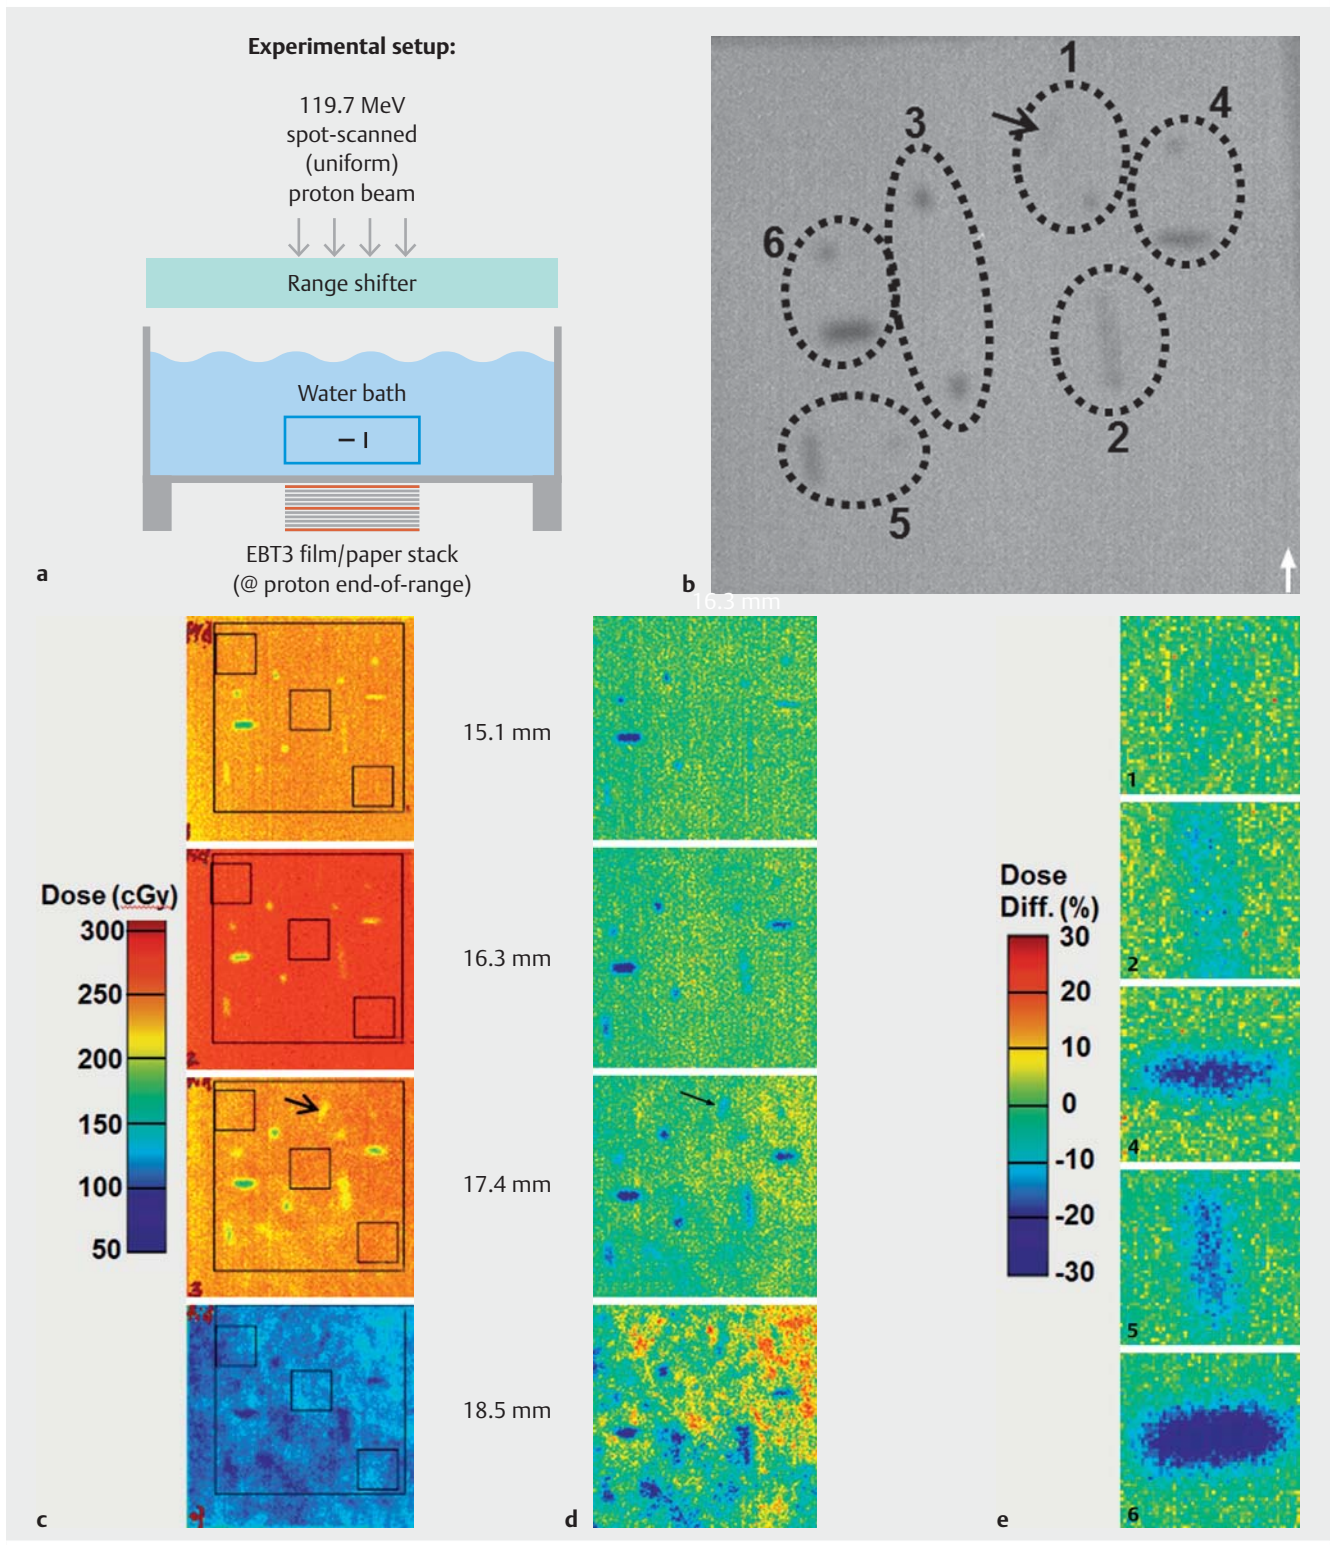 Experimental setup:
119.7 MeV
spot-scanned
(uniform)
proton beam
Range shifter
Water bath
EBT3 film/paper stack
(@ proton end-of-range)
a
1
3
4
6
2
5
b
16.3 mm
15.1 mm
16.3 mm
17.4 mm
18.5 mm
Dose (cGy)
300
250
200
150
100
50
2
3
c
d
Dose
Diff. (%)
30
20
10
0
-10
-20
-30
1
2
4
5
6
e